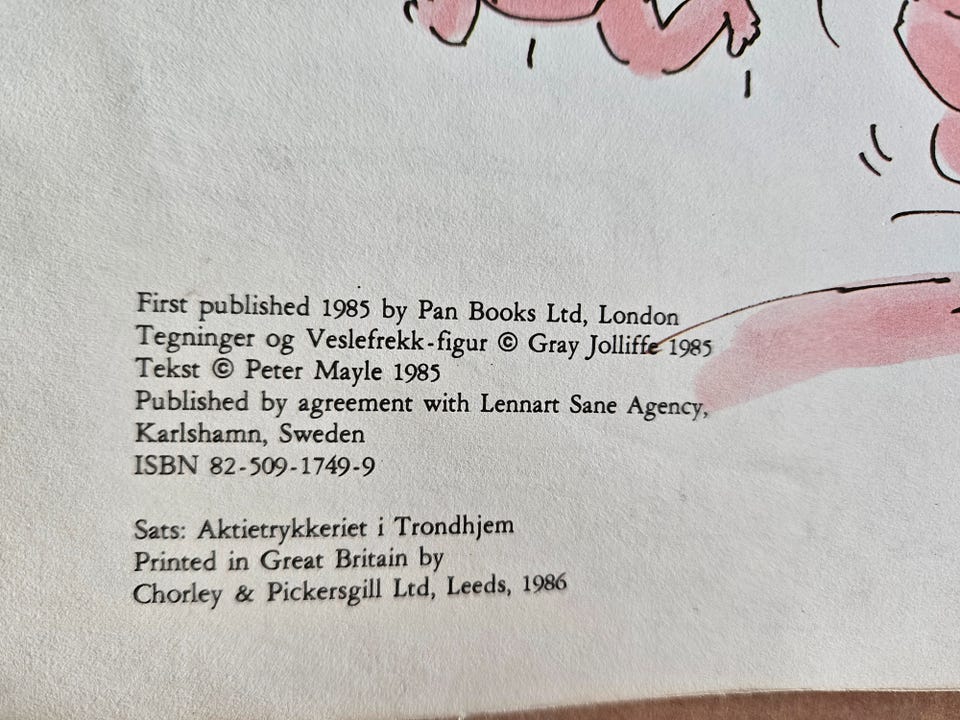 First published 1985 by Pan Books Ltd, London
Tegninger og Veslefrekk-figur © Gray Jolliffe 1985
Tekst © Peter Mayle 1985
Published by agreement with Lennart Sane Agency,
Karlshamn, Sweden
ISBN 82-509-1749-9
Sats: Aktietrykkeriet i Trondhjem
Printed in Great Britain by
Chorley & Pickersgill Ltd, Leeds, 1986